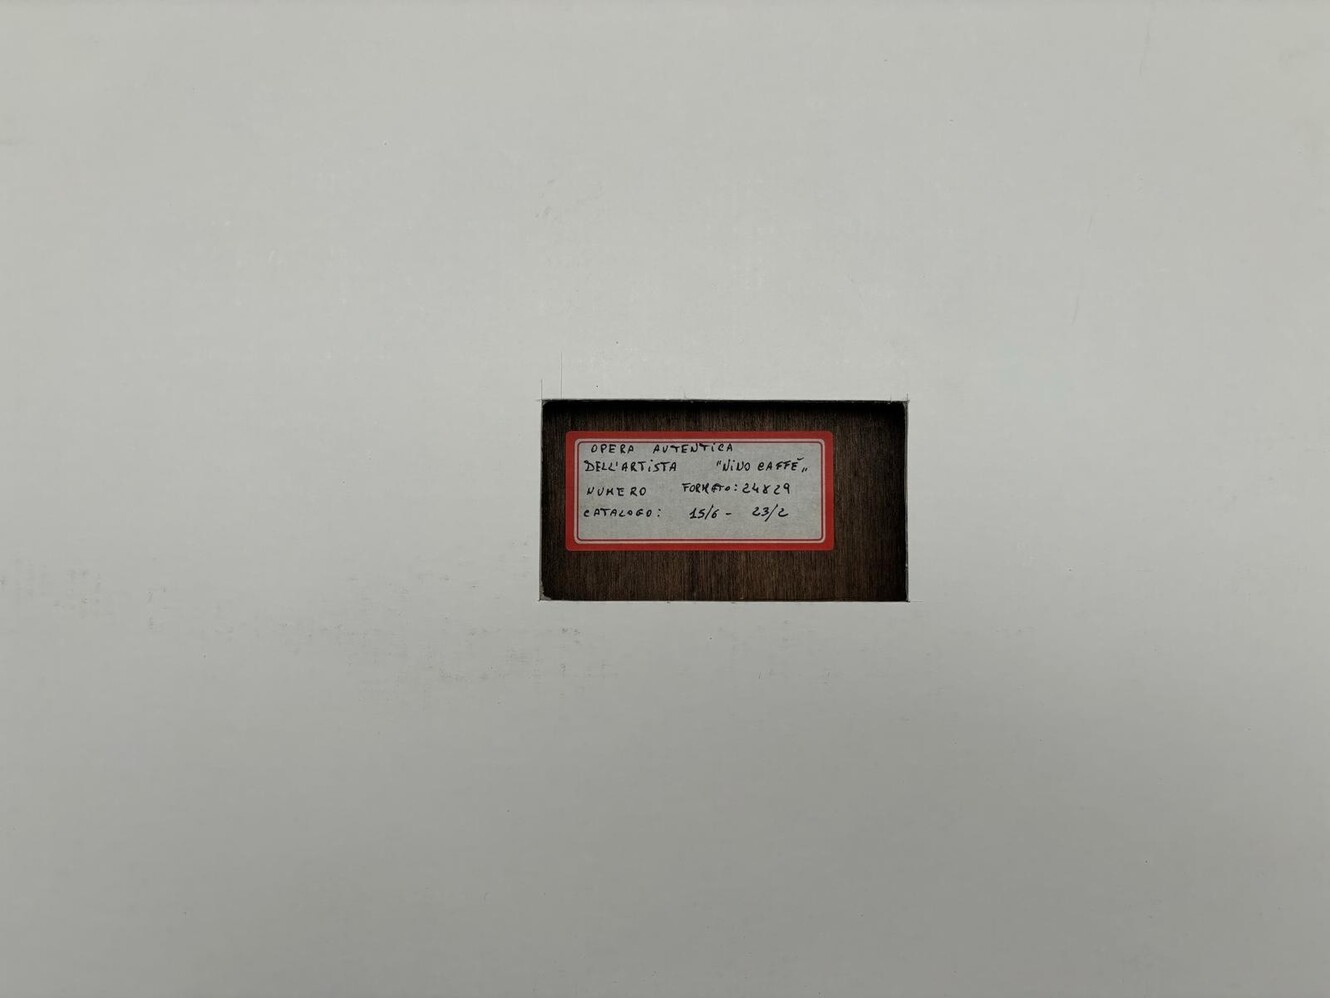 OPERA AUTENTICA
DELL'ARTISTA "NINO CAFFÈ"
NUMERO FORMATO: 24x29
CATALOGO: 15/6 - 23/2